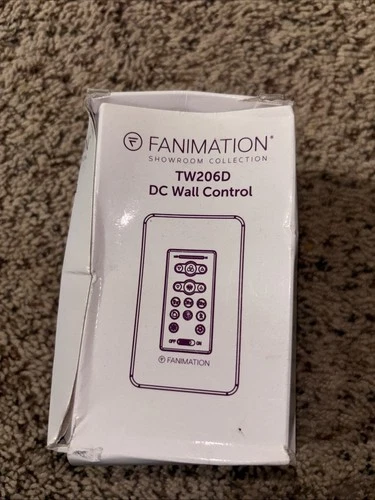 FANIMATION®
SHOWROOM COLLECTION
TW206D
DC Wall Control
OFF ON
FANIMATION